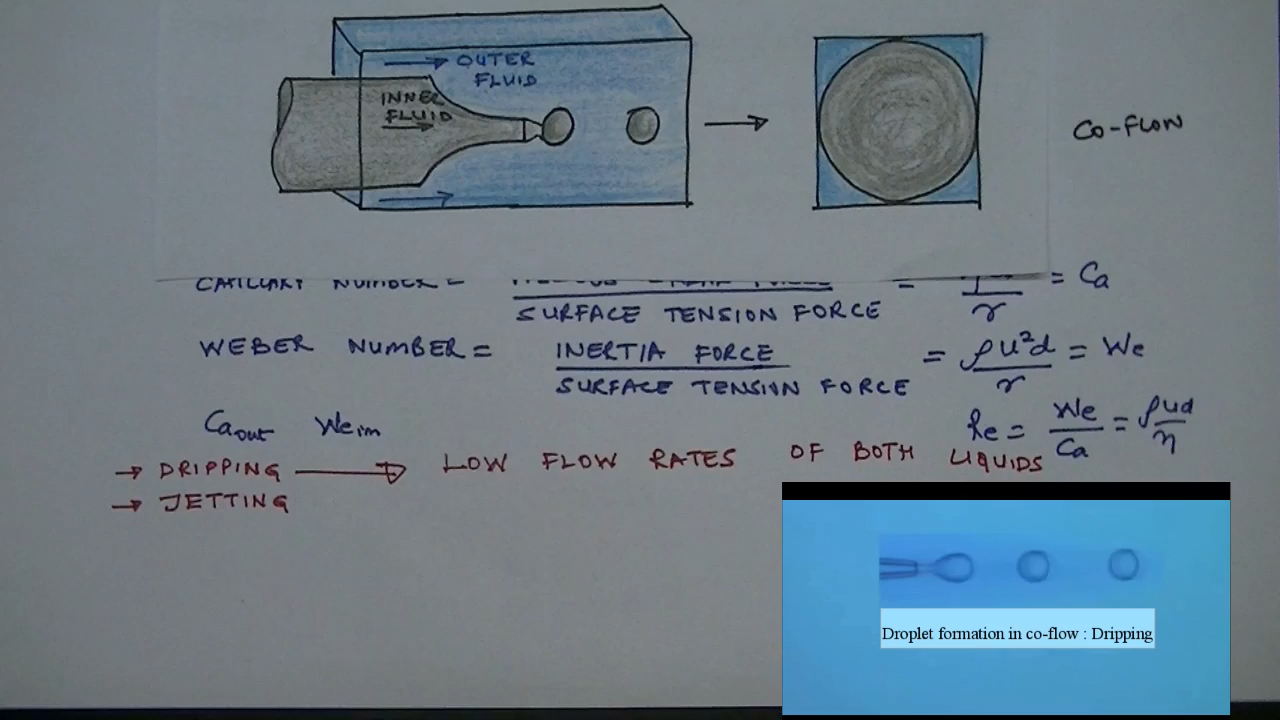 OUTER
FLUID
INNER
FLUID
CO-FLOW
CAPILLARY NUMBER =
SURFACE TENSION FORCE
= Ca
γ
WEBER NUMBER = INERTIA FORCE = ρu²d = We
SURFACE TENSION FORCE γ
Caout Wein
Re = We = ρud
Ca η
→ DRIPPING → LOW FLOW RATES OF BOTH LIQUIDS
→ JETTING
Droplet formation in co-flow : Dripping